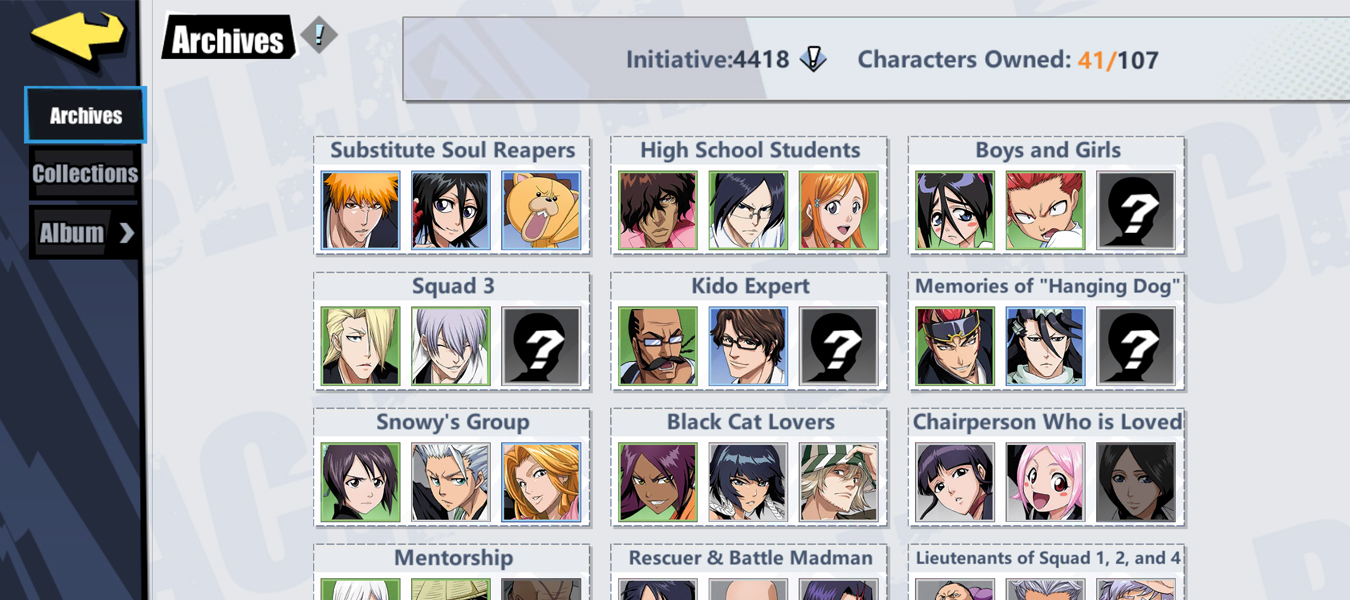 Archives
Initiative:4418 Characters Owned: 41/107
Archives
Collections
Album
Substitute Soul Reapers
High School Students
Boys and Girls
?
Squad 3
Kido Expert
Memories of "Hanging Dog"
?
?
?
Snowy's Group
Black Cat Lovers
Chairperson Who is Loved
Mentorship
Rescuer & Battle Madman
Lieutenants of Squad 1, 2, and 4